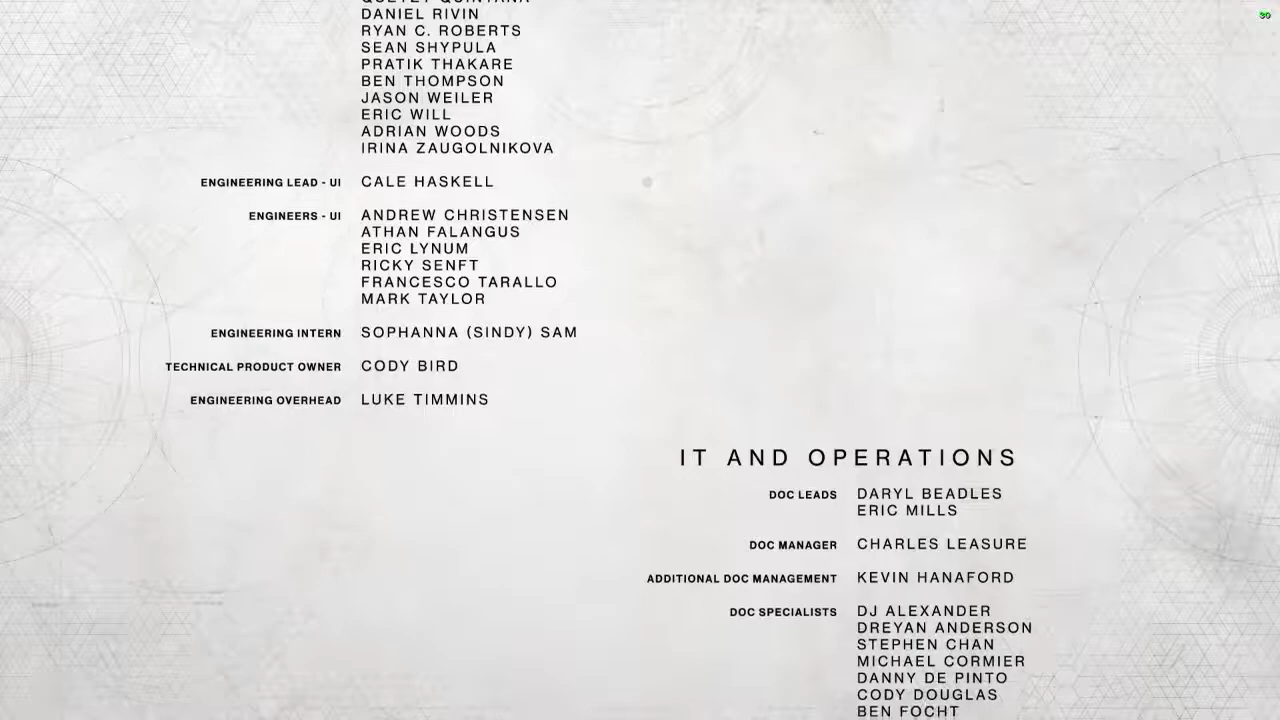 DANIEL RIVIN
RYAN C. ROBERTS
SEAN SHYPULA
PRATIK THAKARE
BEN THOMPSON
JASON WEILER
ERIC WILL
ADRIAN WOODS
IRINA ZAUGOLNIKOVA
ENGINEERING LEAD - UI CALE HASKELL
ENGINEERS - UI ANDREW CHRISTENSEN
ATHAN FALANGUS
ERIC LYNUM
RICKY SENFT
FRANCESCO TARALLO
MARK TAYLOR
ENGINEERING INTERN SOPHANNA (SINDY) SAM
TECHNICAL PRODUCT OWNER CODY BIRD
ENGINEERING OVERHEAD LUKE TIMMINS
IT AND OPERATIONS
DOC LEADS DARYL BEADLES
ERIC MILLS
DOC MANAGER CHARLES LEASURE
ADDITIONAL DOC MANAGEMENT KEVIN HANAFORD
DOC SPECIALISTS DJ ALEXANDER
DREYAN ANDERSON
STEPHEN CHAN
MICHAEL CORMIER
DANNY DE PINTO
CODY DOUGLAS
BEN FOCHT